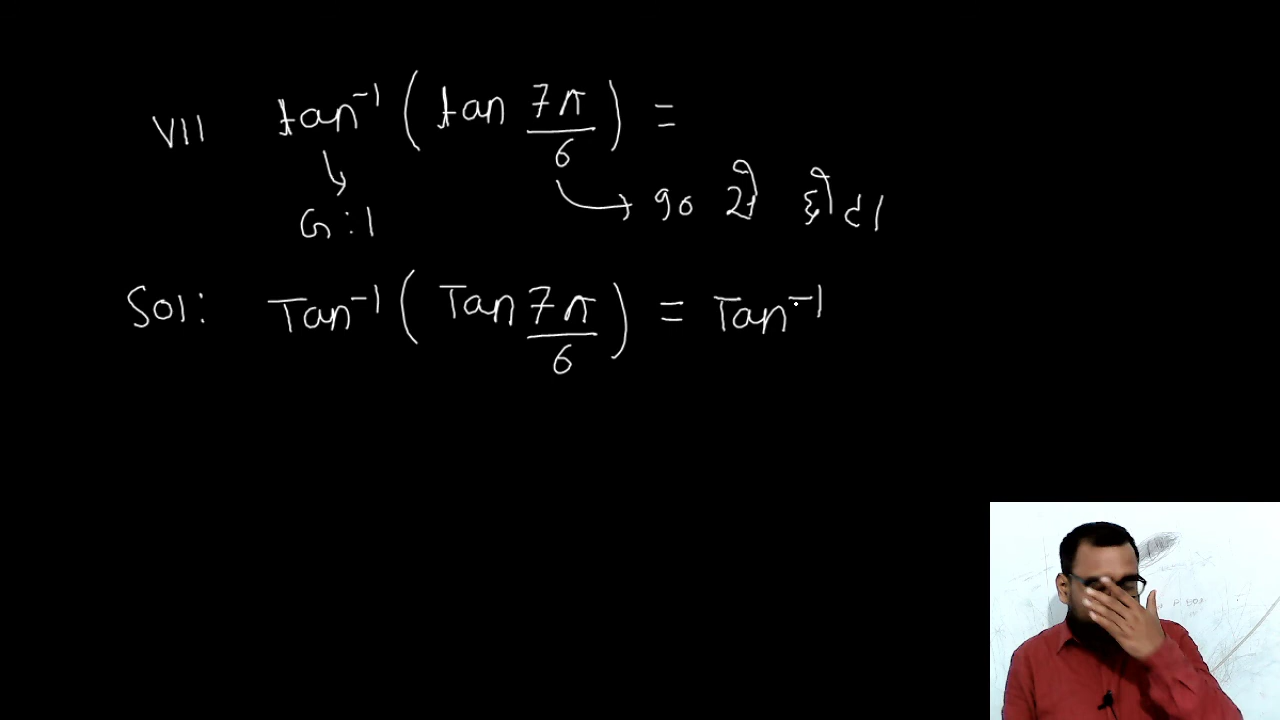 VII tan⁻¹ ( tan 7π/6 ) =
G:1 90 से
Sol: Tan⁻¹ ( Tan 7π/6 ) = Tan⁻¹